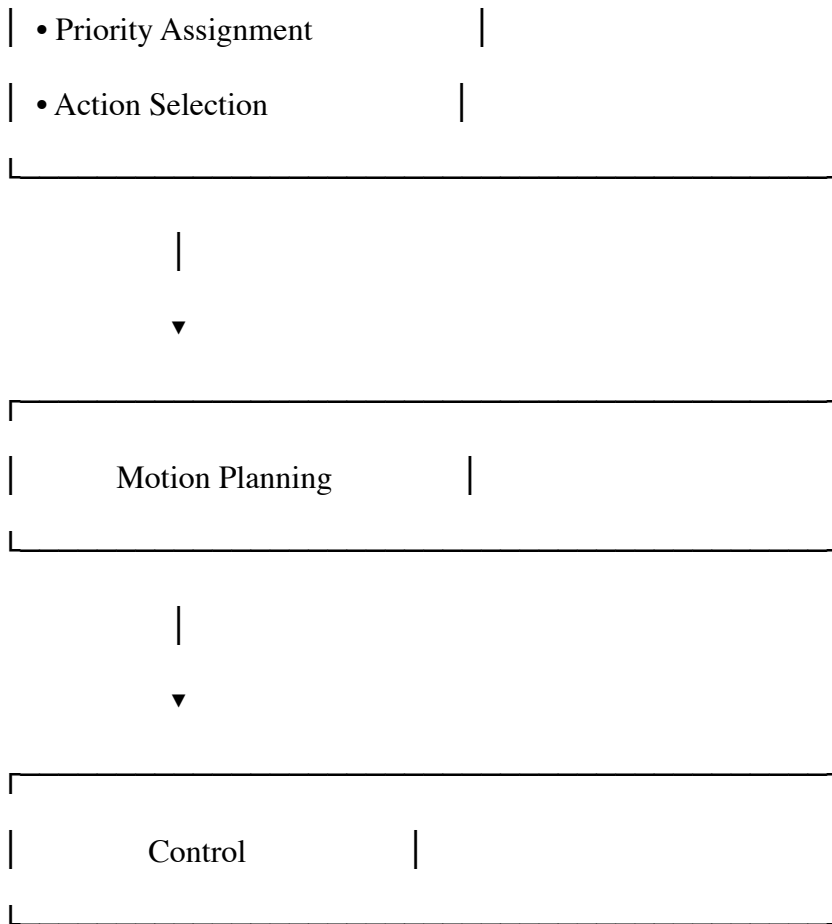 • Priority Assignment
• Action Selection
Motion Planning
Control